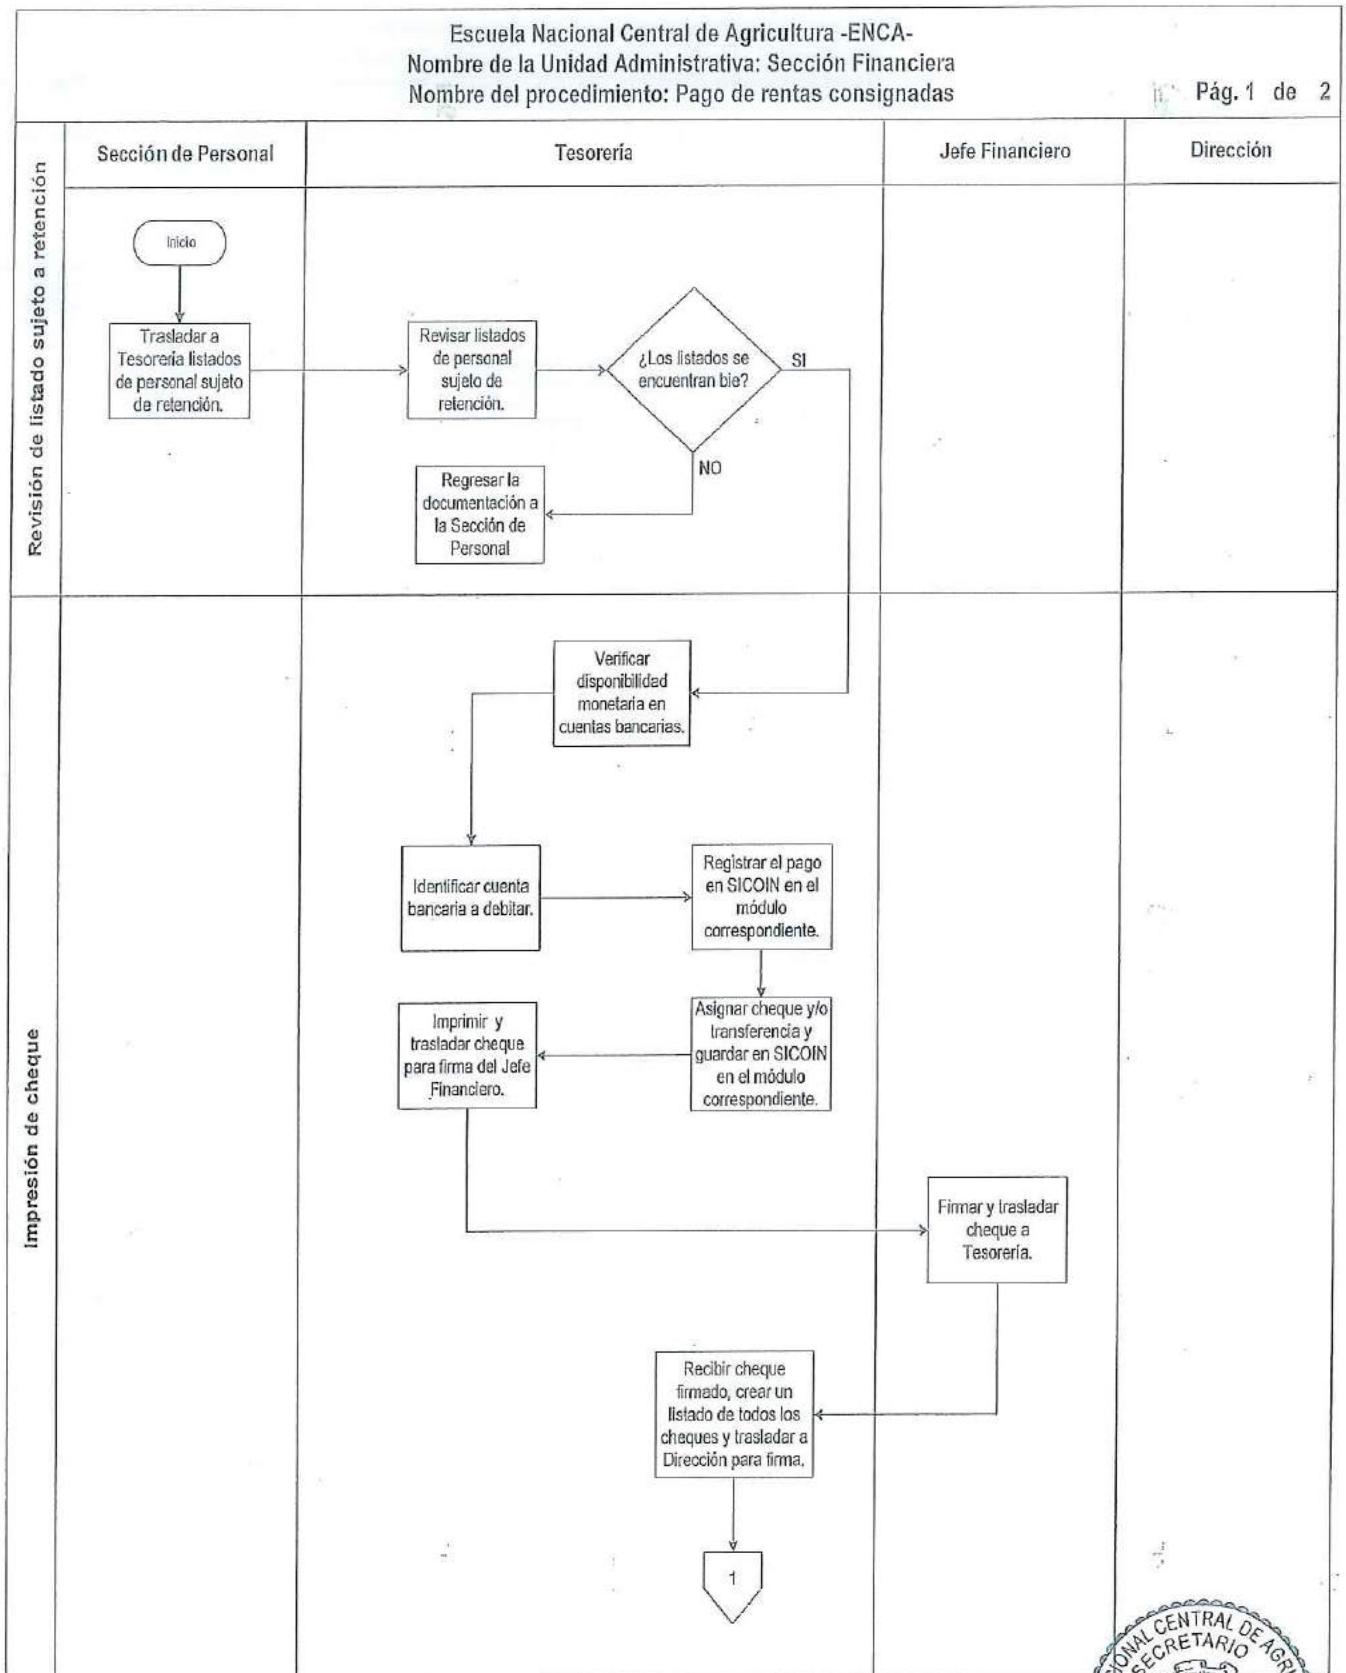 Escuela Nacional Central de Agricultura -ENCA-
Nombre de la Unidad Administrativa: Sección Financiera
Nombre del procedimiento: Pago de rentas consignadas
Pág. 1 de 2
Sección de Personal
Tesorería
Jefe Financiero
Dirección
Revisión de listado sujeto a retención
Inicio
Trasladar a
Tesorería listados
de personal sujeto
de retención.
Revisar listados
de personal
sujeto de
retención.
¿Los listados se
encuentran bie?
SI
NO
Regresar la
documentación a
la Sección de
Personal
Impresión de cheque
Verificar
disponibilidad
monetaria en
cuentas bancarias.
Identificar cuenta
bancaria a debitar.
Registrar el pago
en SICOIN en el
módulo
correspondiente.
Asignar cheque y/o
transferencia y
guardar en SICOIN
en el módulo
correspondiente.
Imprimir y
trasladar cheque
para firma del Jefe
Financiero.
Firmar y trasladar
cheque a
Tesorería.
Recibir cheque
firmado, crear un
listado de todos los
cheques y trasladar a
Dirección para firma.
1
CENTRAL DE
SECRETARIO